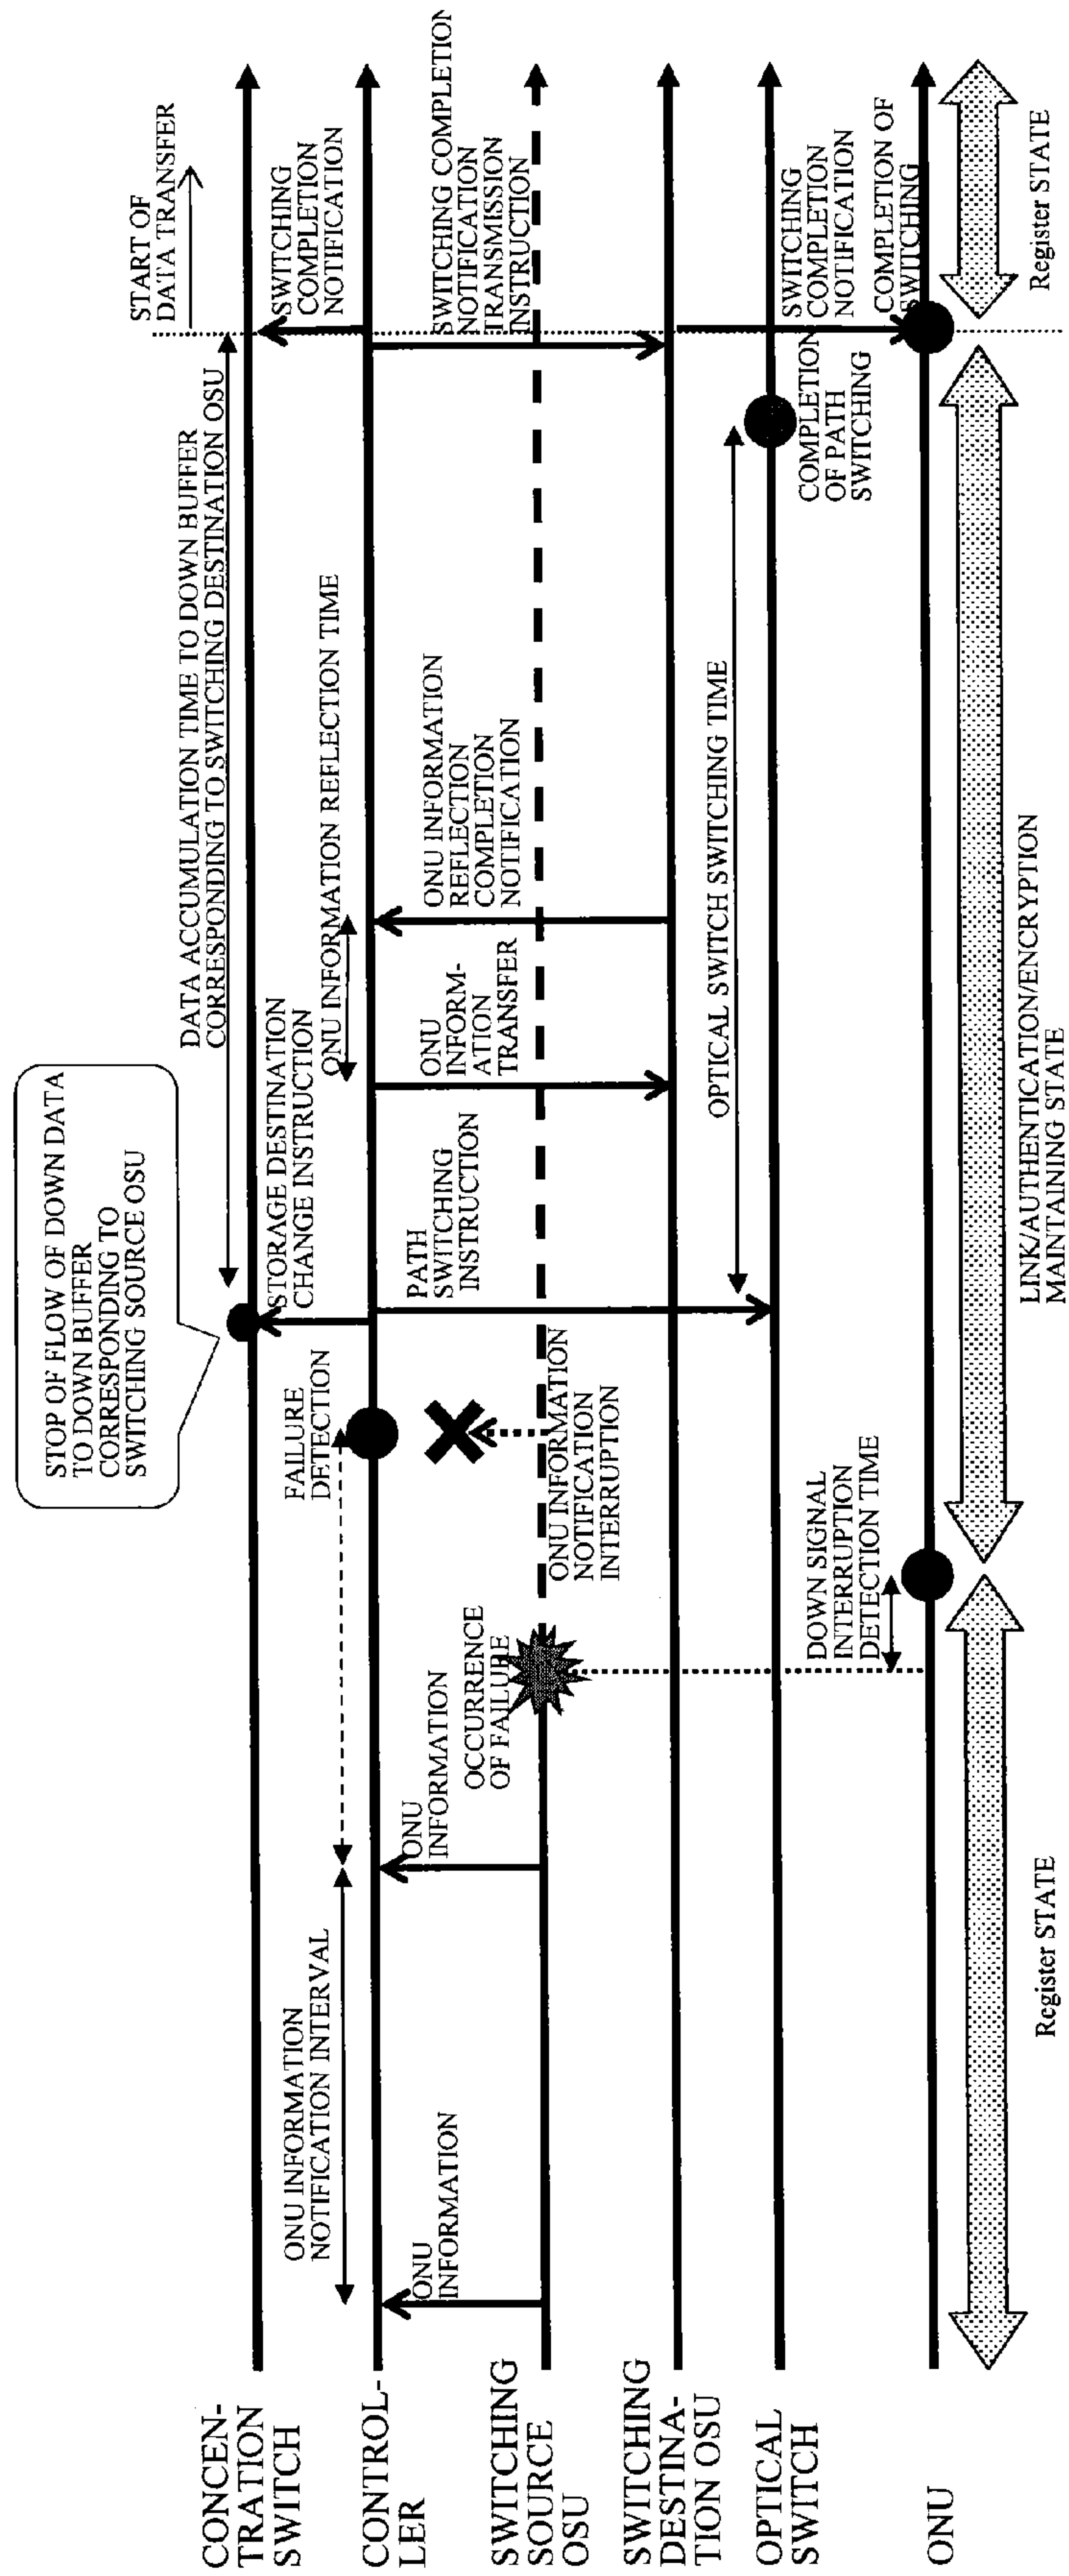 STOP OF FLOW OF DOWN DATA
TO DOWN BUFFER
CORRESPONDING TO
SWITCHING SOURCE OSU
START OF
DATA TRANSFER
DATA ACCUMULATION TIME TO DOWN BUFFER
CORRESPONDING TO SWITCHING DESTINATION OSU
CONCEN-
TRATION
SWITCH
STORAGE DESTINATION
CHANGE INSTRUCTION
SWITCHING
COMPLETION
NOTIFICATION
ONU INFORMATION
NOTIFICATION INTERVAL
FAILURE
DETECTION
ONU INFORMATION REFLECTION TIME
CONTROL-
LER
ONU
INFORMATION
ONU
INFORMATION
PATH
SWITCHING
INSTRUCTION
ONU
INFORM-
ATION
TRANSFER
ONU INFORMATION
REFLECTION
COMPLETION
NOTIFICATION
SWITCHING COMPLETION
NOTIFICATION
TRANSMISSION
INSTRUCTION
OCCURRENCE
OF FAILURE
SWITCHING
SOURCE
OSU
ONU INFORMATION
NOTIFICATION
INTERRUPTION
SWITCHING
DESTINA-
TION OSU
OPTICAL SWITCH SWITCHING TIME
OPTICAL
SWITCH
COMPLETION
OF PATH
SWITCHING
SWITCHING
COMPLETION
NOTIFICATION
DOWN SIGNAL
INTERRUPTION
DETECTION TIME
COMPLETION OF
SWITCHING
ONU
Register STATE
LINK/AUTHENTICATION/ENCRYPTION
MAINTAINING STATE
Register STATE